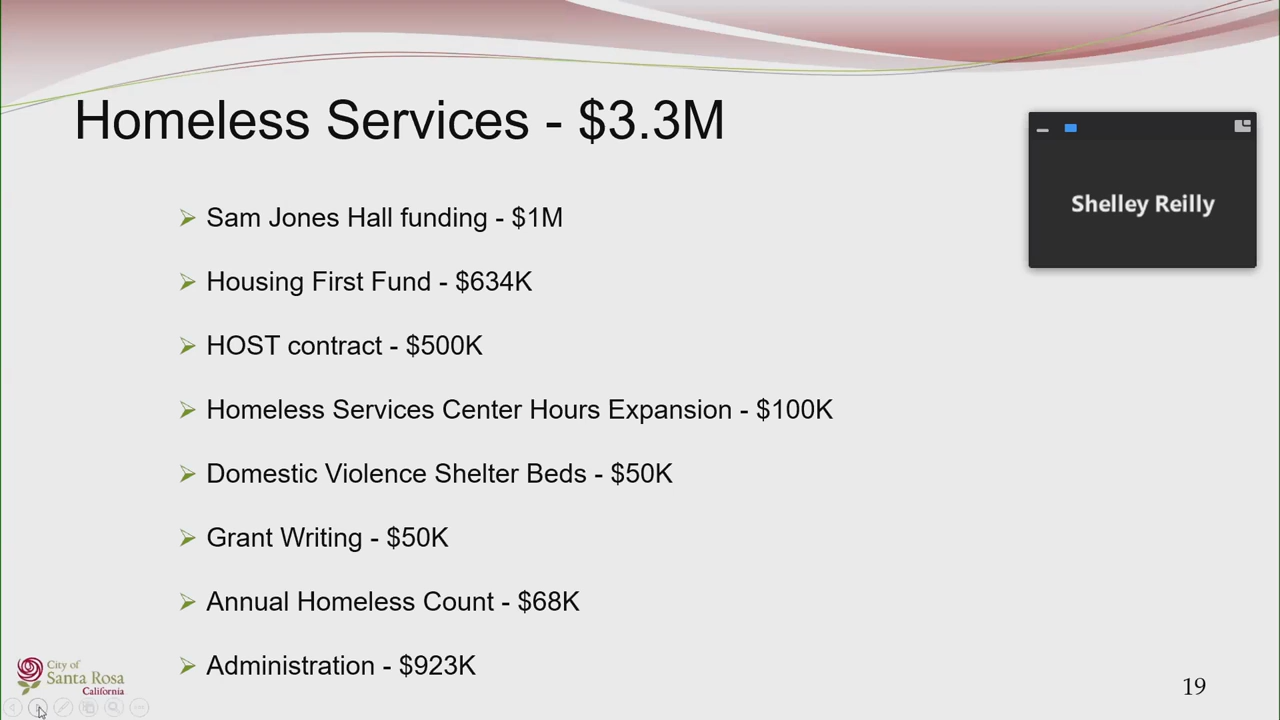 Homeless Services - $3.3M
Shelley Reilly
Sam Jones Hall funding - $1M
Housing First Fund - $634K
HOST contract - $500K
Homeless Services Center Hours Expansion - $100K
Domestic Violence Shelter Beds - $50K
Grant Writing - $50K
Annual Homeless Count - $68K
Administration - $923K
City of
Santa Rosa
California
19